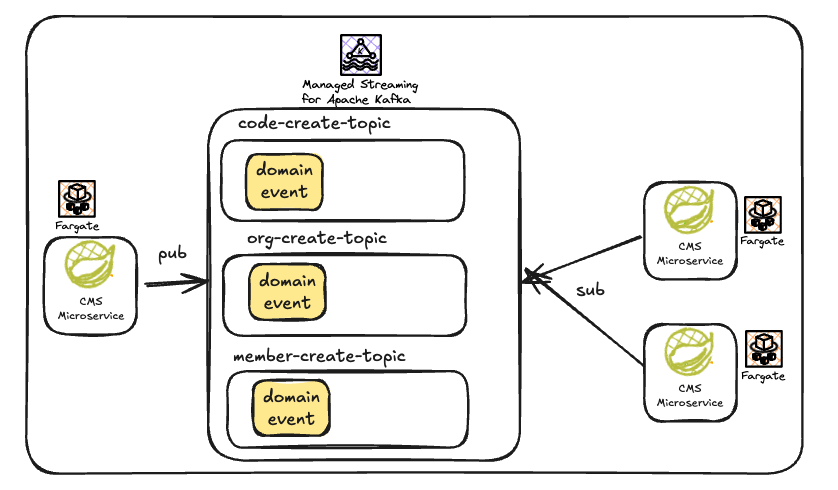 Managed Streaming
for Apache Kafka
code-create-topic
domain
event
Fargate
CMS
Microservice
pub
org-create-topic
domain
event
member-create-topic
domain
event
sub
CMS
Microservice
Fargate
CMS
Microservice
Fargate